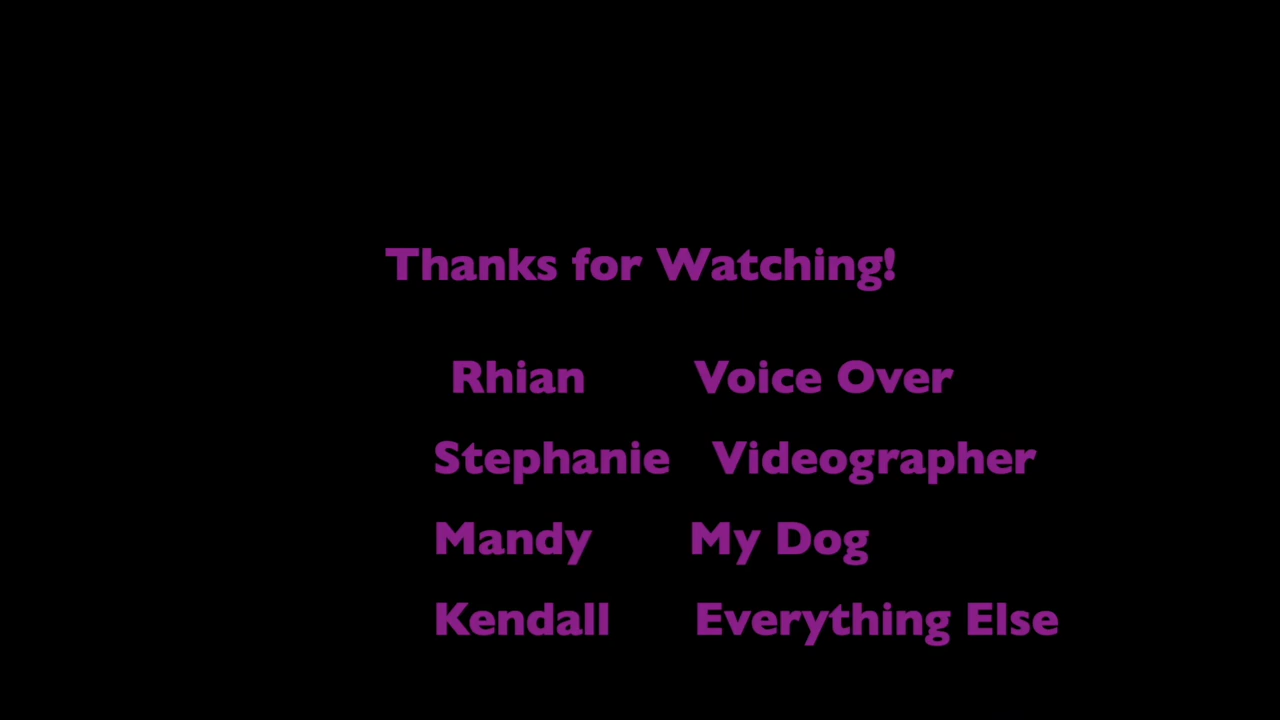 Thanks for Watching!
Rhian Voice Over
Stephanie Videographer
Mandy My Dog
Kendall Everything Else